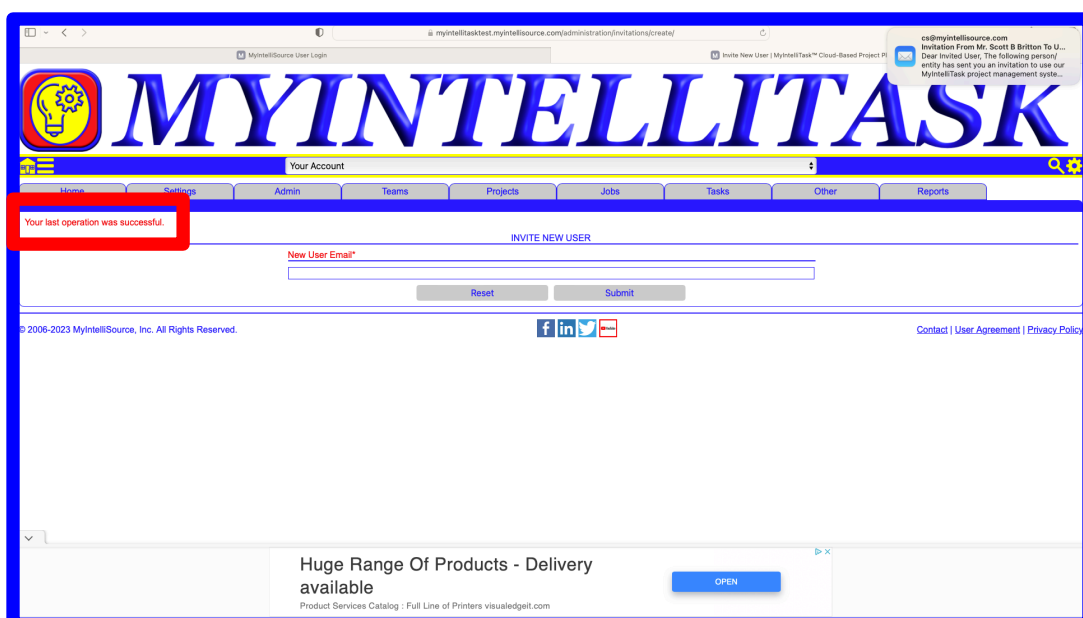 myintellitasktest.myintellisource.com/administration/invitations/create/
MyIntelliSource User Login
Invite New User | MyIntelliTask™ Cloud-Based Project Pl
cs@myintellisource.com
Invitation From Mr. Scott B Britton To U...
Dear Invited User, The following person/
entity has sent you an invitation to use our
MyIntelliTask project management syste...
MYINTELLITASK
Your Account
Home Settings Admin Teams Projects Jobs Tasks Other Reports
Your last operation was successful.
INVITE NEW USER
New User Email*
Reset Submit
© 2006-2023 MyIntelliSource, Inc. All Rights Reserved.
f in
Contact | User Agreement | Privacy Policy
Huge Range Of Products - Delivery
available
Product Services Catalog : Full Line of Printers visualedgeit.com
OPEN